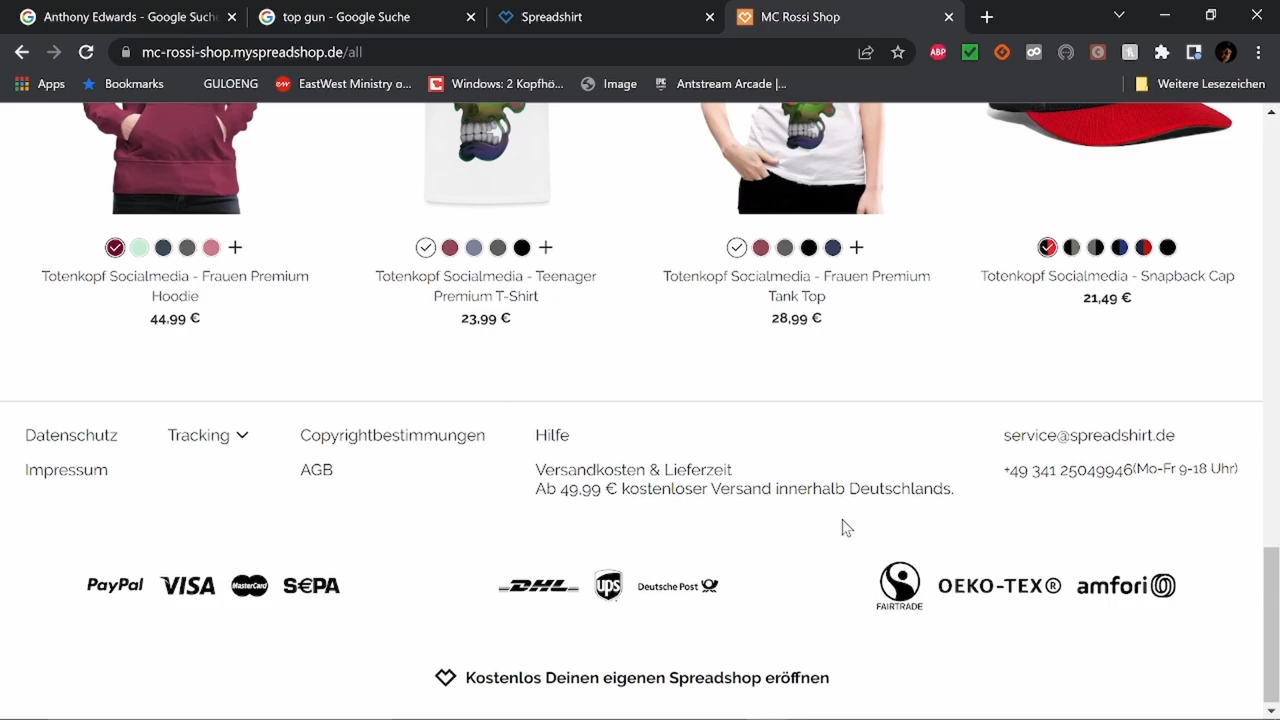 Anthony Edwards - Google Suche
top gun - Google Suche
Spreadshirt
MC Rossi Shop
mc-rossi-shop.myspreadshop.de/all
ABP
Apps
Bookmarks
GULOENG
EastWest Ministry o...
Windows: 2 Kopfhö...
Image
Antstream Arcade |...
Weitere Lesezeichen
Totenkopf Socialmedia - Frauen Premium
Hoodie
44,99 €
Totenkopf Socialmedia - Teenager
Premium T-Shirt
23,99 €
Totenkopf Socialmedia - Frauen Premium
Tank Top
28,99 €
Totenkopf Socialmedia - Snapback Cap
21,49 €
Datenschutz
Tracking
Copyrightbestimmungen
Hilfe
service@spreadshirt.de
Impressum
AGB
Versandkosten & Lieferzeit
Ab 49.99 € kostenloser Versand innerhalb Deutschlands.
+49 341 25049946(Mo-Fr 9-18 Uhr)
PayPal VISA MasterCard S€PA
DHL ups Deutsche Post
FAIRTRADE OEKO-TEX® amfori
Kostenlos Deinen eigenen Spreadshop eröffnen